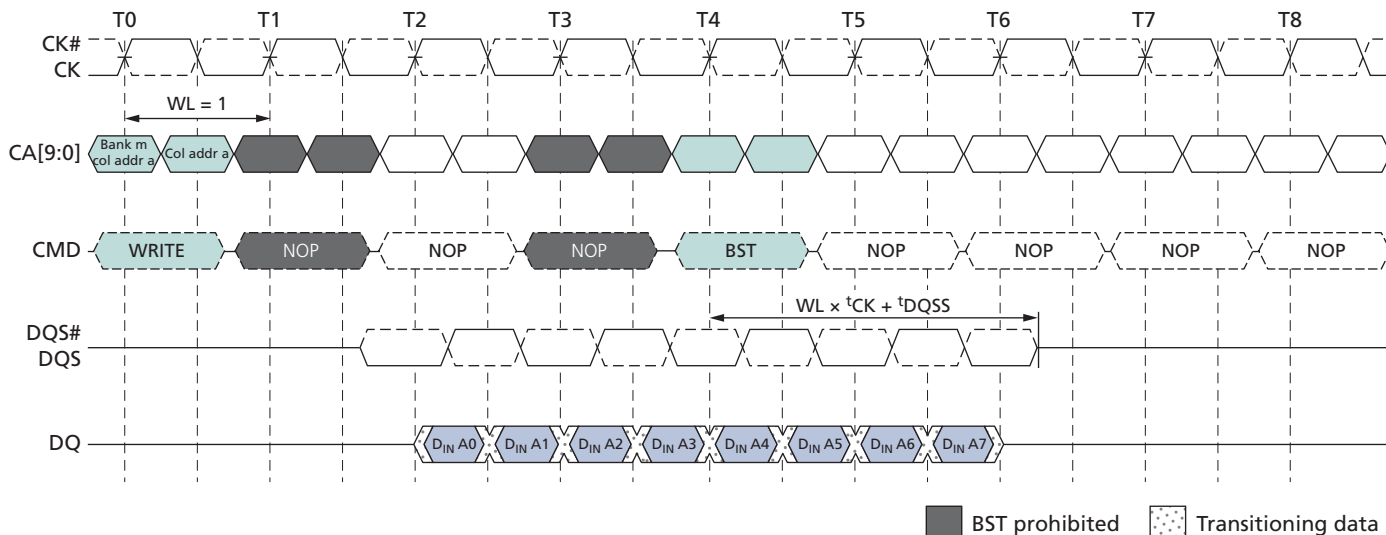 T0 T1 T2 T3 T4 T5 T6 T7 T8
CK#
CK
WL = 1
CA[9:0]
Bank m
col addr a
Col addr a
CMD
WRITE NOP NOP NOP BST NOP NOP NOP NOP
WL × tCK + tDQSS
DQS#
DQS
DQ
DIN A0 DIN A1 DIN A2 DIN A3 DIN A4 DIN A5 DIN A6 DIN A7
BST prohibited Transitioning data